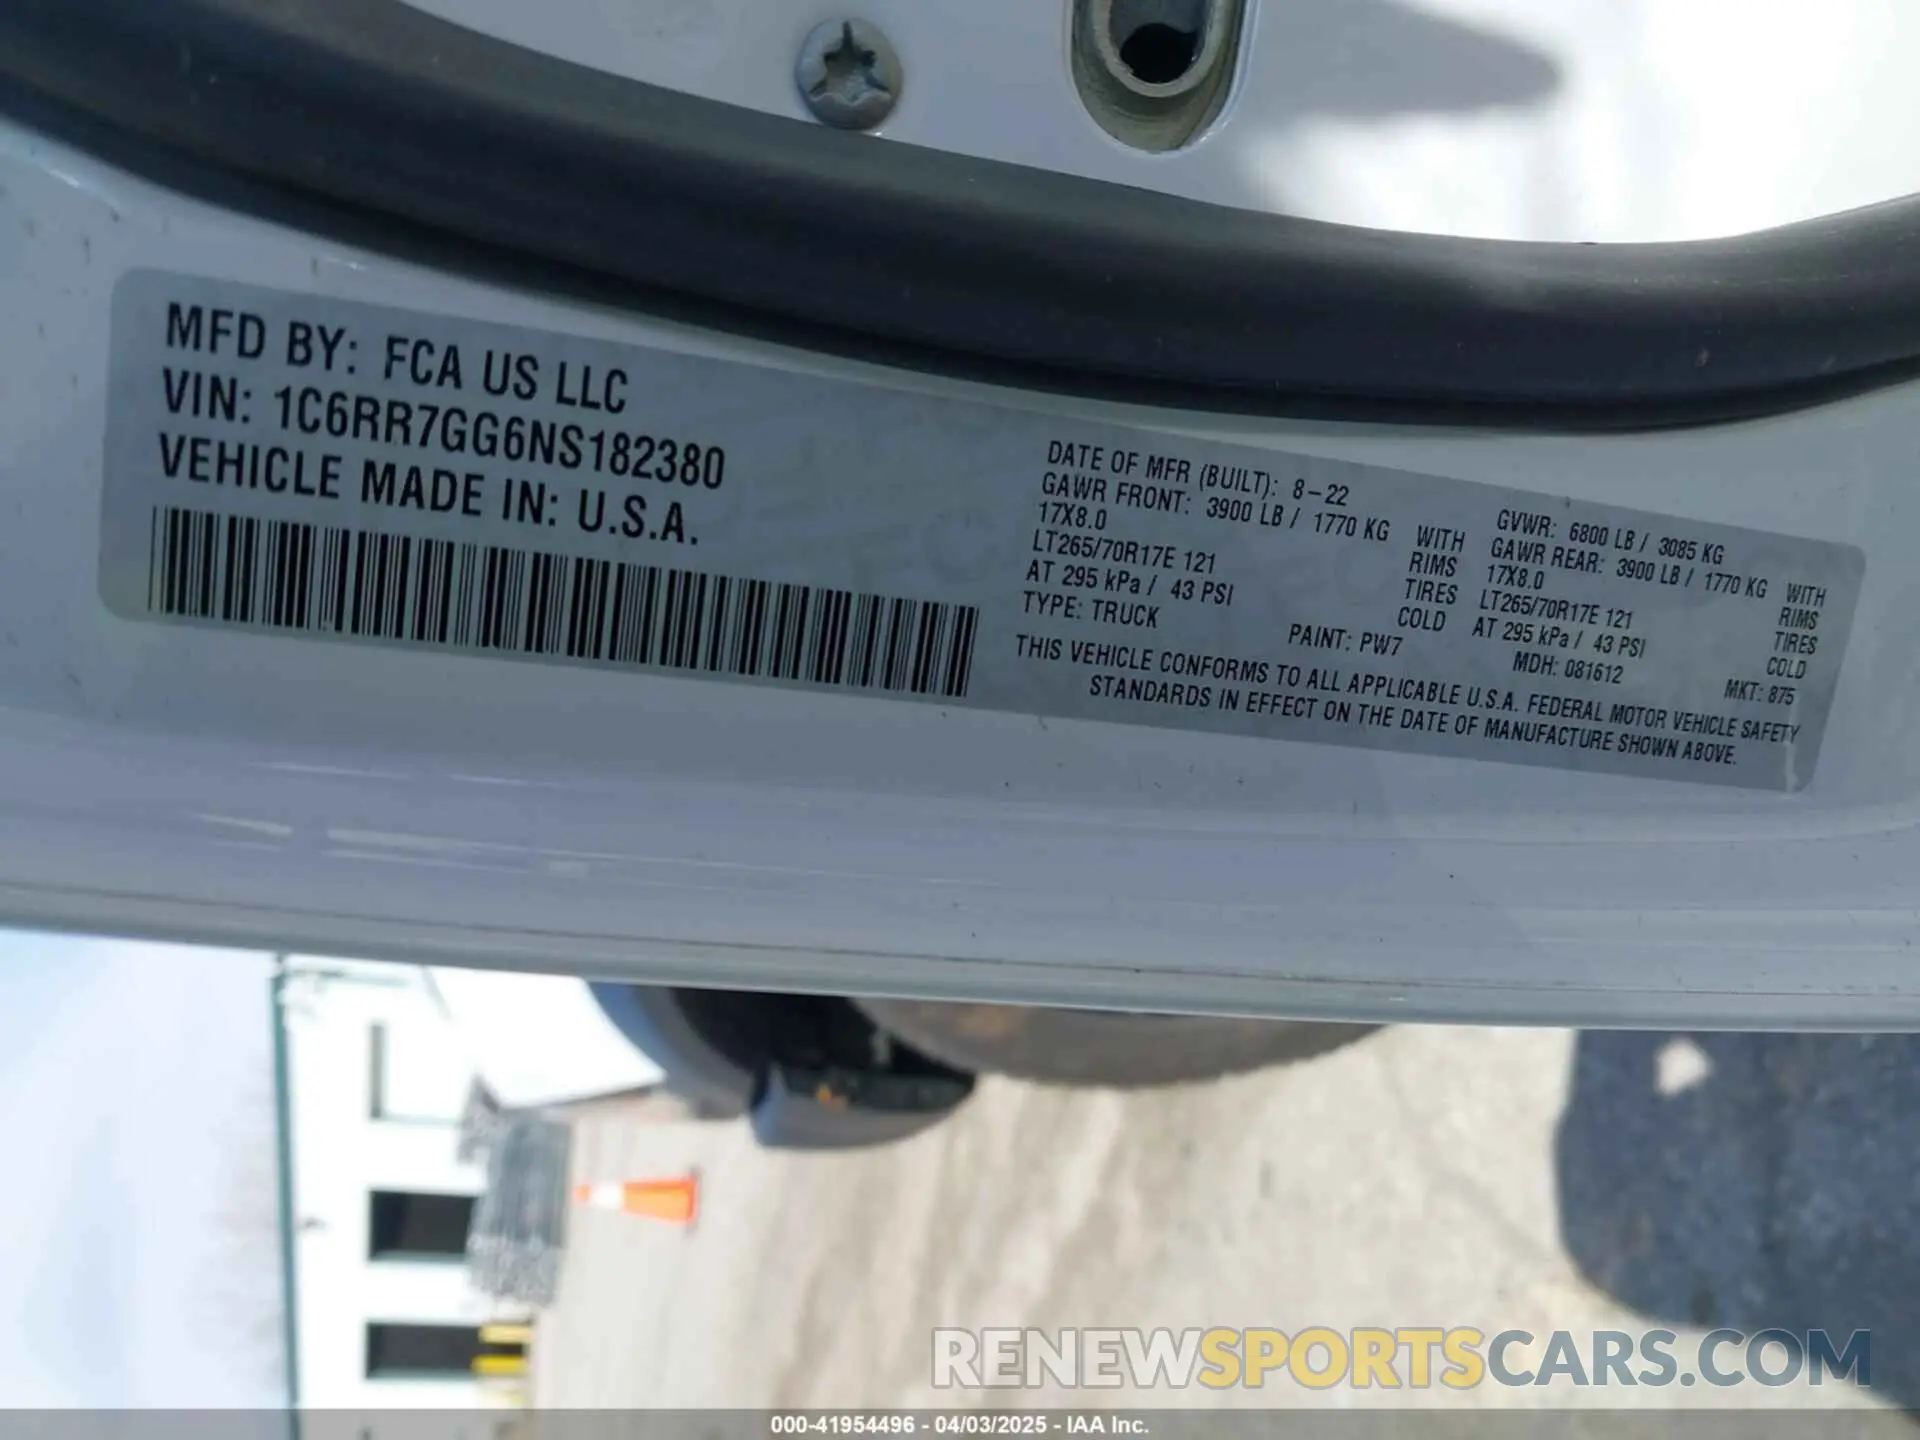 MFD BY: FCA US LLC
VIN: 1C6RR7GG6NS182380
VEHICLE MADE IN: U.S.A.
DATE OF MFR (BUILT): 8-22 GVWR: 6800 LB / 3085 KG
GAWR FRONT: 3900 LB / 1770 KG WITH GAWR REAR: 3900 LB / 1770 KG WITH
17X8.0 RIMS 17X8.0 RIMS
LT265/70R17E 121 TIRES LT265/70R17E 121 TIRES
AT 295 kPa / 43 PSI COLD AT 295 kPa / 43 PSI COLD
TYPE: TRUCK PAINT: PW7 MDH: 081612 MKT: 875
THIS VEHICLE CONFORMS TO ALL APPLICABLE U.S.A. FEDERAL MOTOR VEHICLE SAFETY
STANDARDS IN EFFECT ON THE DATE OF MANUFACTURE SHOWN ABOVE.
RENEWSPORTSCARS.COM
000-41954496 - 04/03/2025 - IAA Inc.